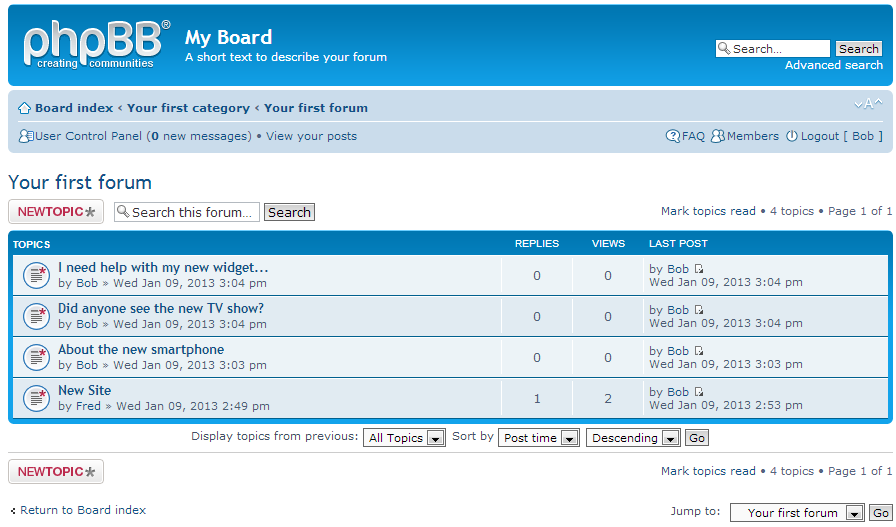 phpBB®
creating communities
My Board
A short text to describe your forum
Search... Search
Advanced search
Board index ‹ Your first category ‹ Your first forum
A
User Control Panel (0 new messages) • View your posts
FAQ Members Logout [ Bob ]
Your first forum
NEWTOPIC* Search this forum... Search
Mark topics read • 4 topics • Page 1 of 1
TOPICS REPLIES VIEWS LAST POST
I need help with my new widget... 0 0 by Bob
by Bob » Wed Jan 09, 2013 3:04 pm Wed Jan 09, 2013 3:04 pm
Did anyone see the new TV show? 0 0 by Bob
by Bob » Wed Jan 09, 2013 3:04 pm Wed Jan 09, 2013 3:04 pm
About the new smartphone 0 0 by Bob
by Bob » Wed Jan 09, 2013 3:03 pm Wed Jan 09, 2013 3:03 pm
New Site 1 2 by Bob
by Fred » Wed Jan 09, 2013 2:49 pm Wed Jan 09, 2013 2:53 pm
Display topics from previous: All Topics Sort by Post time Descending Go
NEWTOPIC*
Mark topics read • 4 topics • Page 1 of 1
Return to Board index
Jump to: Your first forum Go